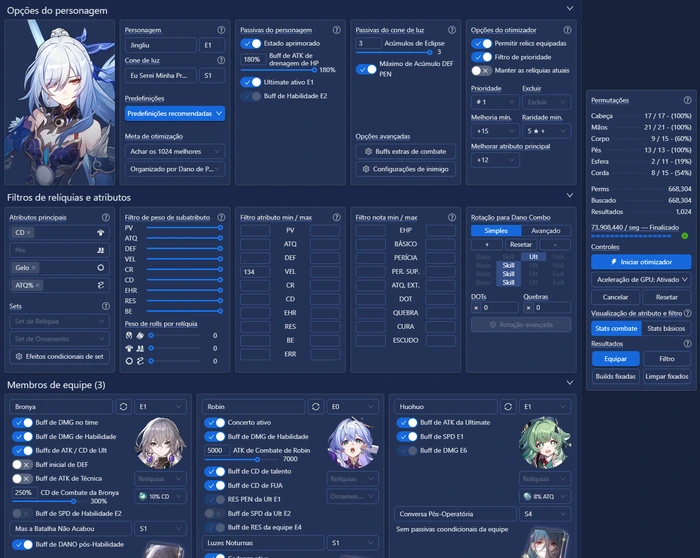 Opções do personagem
Personagem
Jingliu E1
Cone de luz
Eu Serei Minha Pr... S1
Predefinições
Predefinições recomendadas
Meta de otimização
Achar os 1024 melhores
Organizado por Dano de P...
Passivas do personagem
Estado aprimorado
180% Buff de ATK de drenagem de HP
180%
Ultimate ativo E1
Buff de Habilidade E2
Passivas do cone de luz
3 Acúmulos de Eclipse
3
Máximo de Acúmulo DEF PEN
Opções avançadas
Buffs extras de combate
Configurações de inimigo
Opções do otimizador
Permitir relics equipadas
Filtro de prioridade
Manter as relíquias atuais
Prioridade Excluir
# 1 Excluir
Melhoria mín. Raridade mín.
+15 5 ★ +
Melhorar atributo principal
+12
Filtros de relíquias e atributos
Atributos principais
CD ×
Pés
Gelo ×
ATQ% ×
Sets
Set de Relíquia
Set de Ornamento
Efeitos condicionais de set
Filtro de peso de subatributo
PV
ATQ
DEF
VEL
CR
CD
EHR
RES
BE
Peso de rolls por relíquia
0
0
0
Filtro atributo min / max
PV
ATQ
DEF
134 VEL
CR
CD
EHR
RES
BE
ERR
Filtro nota min / max
EHP
BÁSICO
PERÍCIA
PER. SUP.
ATQ. EXT.
DOT
QUEBRA
CURA
ESCUDO
Rotação para Dano Combo
Simples Avançado
+ Resetar -
Basic Skill Ult FuA
Basic Skill Ult FuA
Basic Skill Ult FuA
Basic Skill Ult FuA
DOTs Quebras
× 0 × 0
Rotação avançada
Membros de equipe (3)
Bronya E1
Buff de DMG no time
Buff de DMG de Habilidade
Buffs de ATK / CD de Ult
Buff inicial de DEF
Buff de ATK de Técnica
250% CD de Combate da Bronya
300%
Buff de SPD de Habilidade E2
Relíquias
10% CD
Mas a Batalha Não Acabou S1
Buff de DANO pós-Habilidade
Robin E0
Concerto ativo
Buff de DMG de Habilidade
5000 ATK de Combate de Robin
7000
Buff de CD de talento
Buff de CD de FUA
RES PEN da Ult E1
Buff de SPD da Ult E2
Buff de RES da equipe E4
Relíquias
Ornamen...
Luzes Noturnas S1
Huohuo E1
Buff de ATK da Ultimate
Buff de SPD E1
Buff de DMG E6
Relíquias
8% ATQ
Conversa Pós-Operatória S4
Sem passivas coondicionais da equipe
Permutações
Cabeça 17 / 17 - (100%)
Mãos 21 / 21 - (100%)
Corpo 9 / 15 - (60%)
Pés 13 / 13 - (100%)
Esfera 2 / 11 - (19%)
Corda 8 / 15 - (54%)
Perms 668,304
Buscado 668,304
Resultados 1,024
73,908,440 / seg — Finalizado
Controles
Iniciar otimizador
Aceleração de GPU: Ativado
Cancelar Resetar
Visualização de atributo e filtro
Stats combate Stats básicos
Resultados
Equipar Filtro
Builds fixadas Limpar fixados